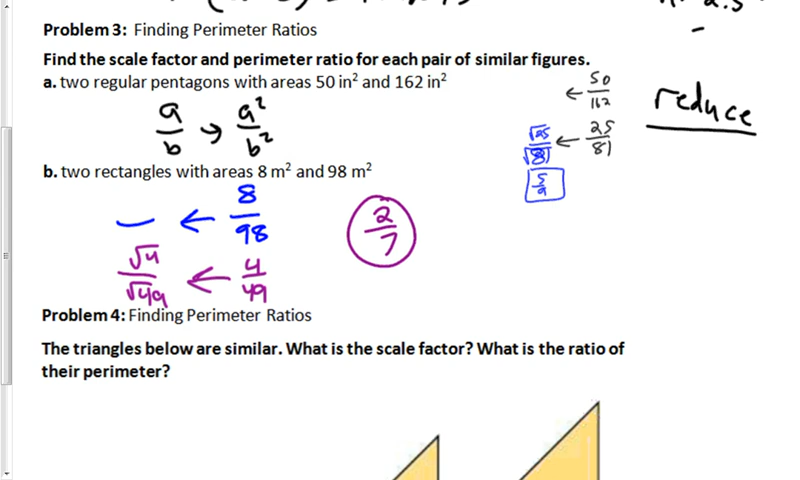 Problem 3: Finding Perimeter Ratios
Find the scale factor and perimeter ratio for each pair of similar figures.
a. two regular pentagons with areas 50 in² and 162 in²
a/b → a²/b²
← 50/162
√25/√81 ← 25/81
5/9
reduce
b. two rectangles with areas 8 m² and 98 m²
— ← 8/98
√4/√49 ← 4/49
2/7
Problem 4: Finding Perimeter Ratios
The triangles below are similar. What is the scale factor? What is the ratio of
their perimeter?